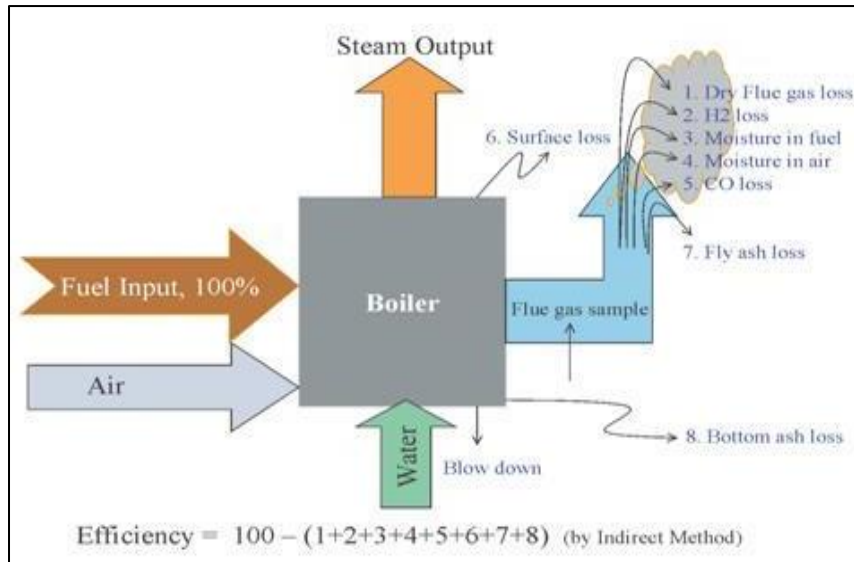 Steam Output
1. Dry Flue gas loss
2. H2 loss
6. Surface loss
3. Moisture in fuel
4. Moisture in air
5. CO loss
7. Fly ash loss
Fuel Input, 100%
Boiler
Flue gas sample
Air
Water
8. Bottom ash loss
Blow down
Efficiency = 100 – (1+2+3+4+5+6+7+8) (by Indirect Method)